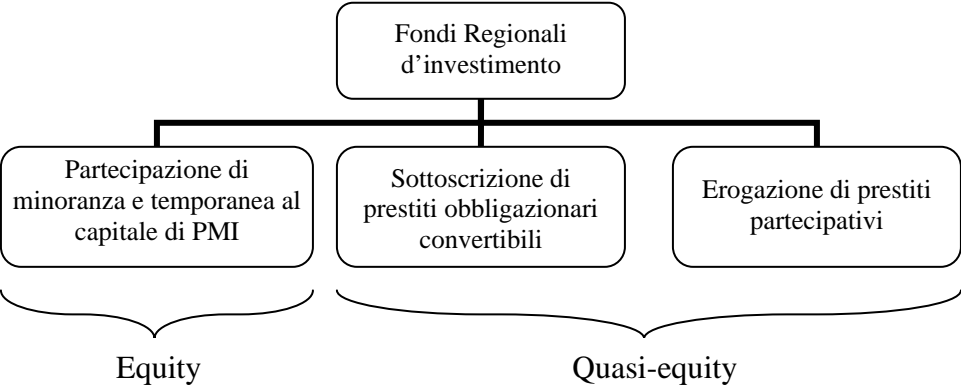 Fondi Regionali
d’investimento
Partecipazione di
minoranza e temporanea al
capitale di PMI
Sottoscrizione di
prestiti obbligazionari
convertibili
Erogazione di prestiti
partecipativi
Equity
Quasi-equity